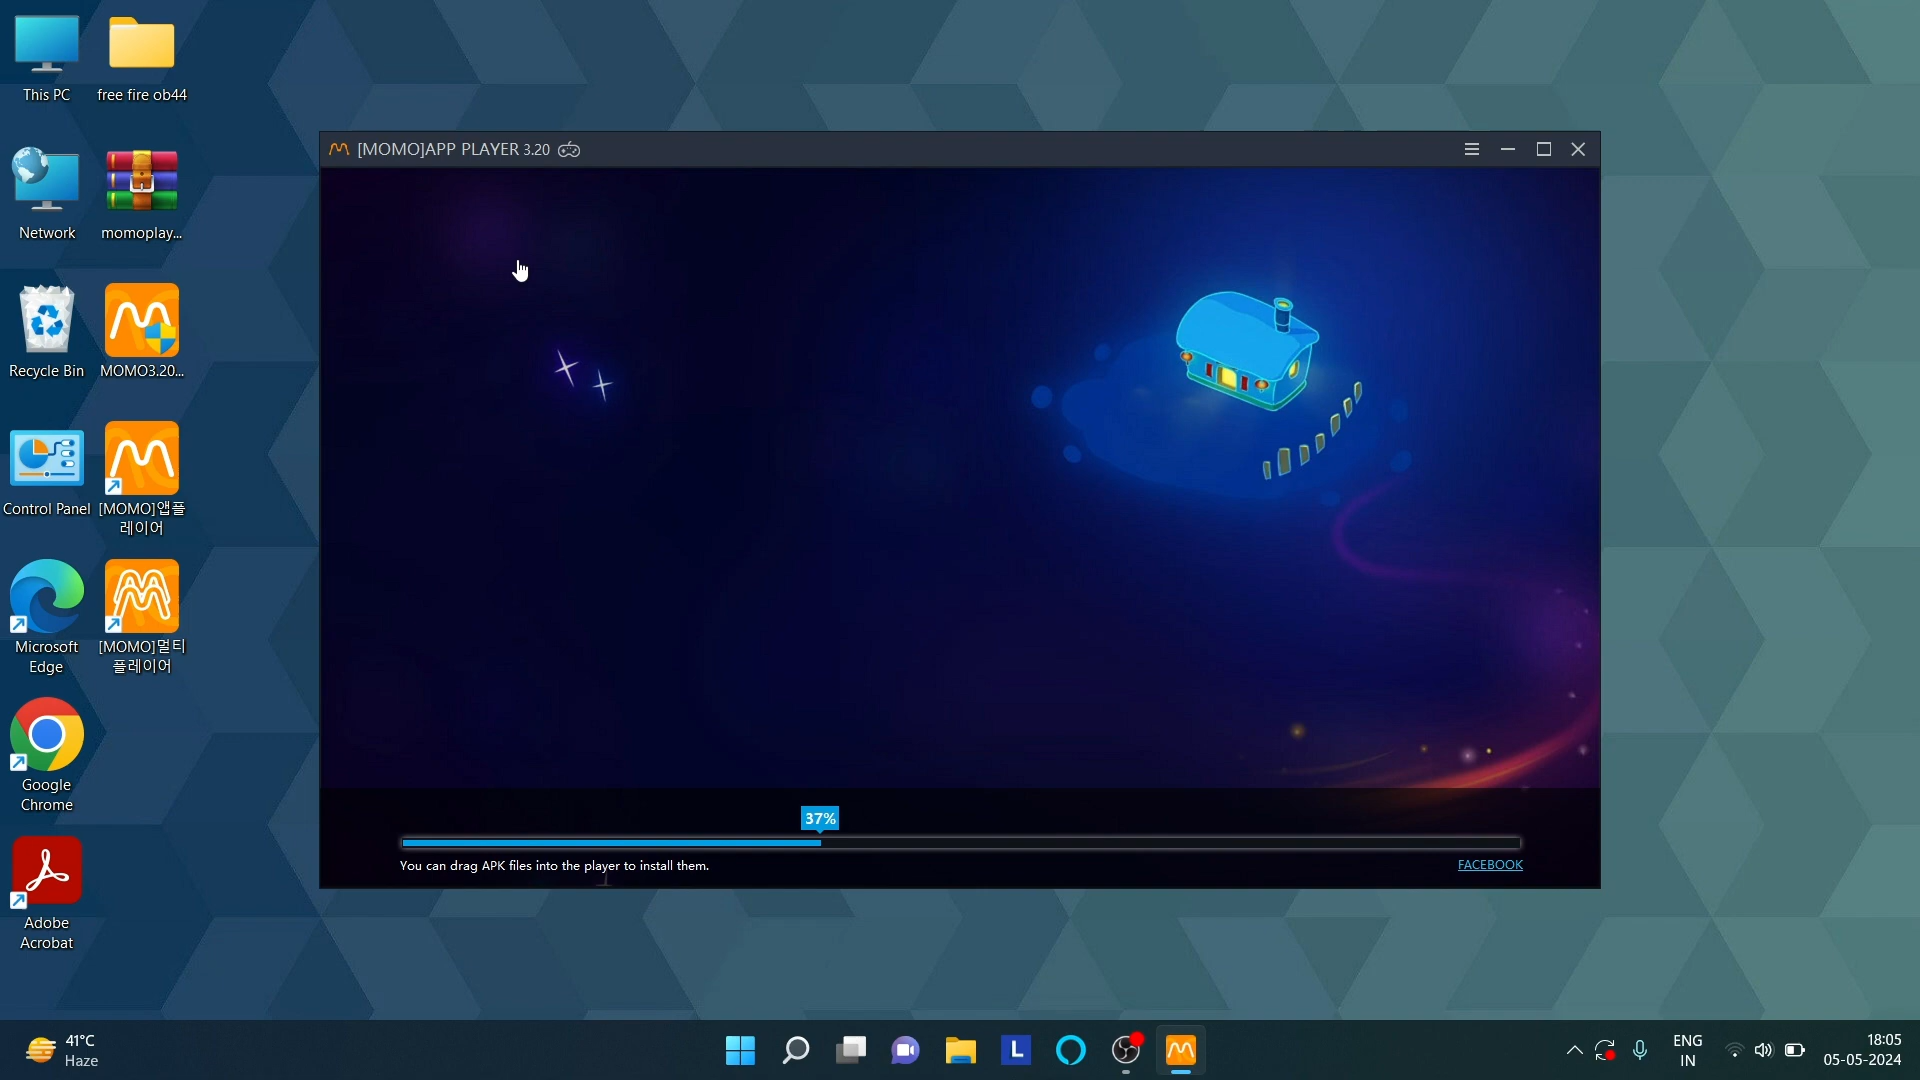 This PC
free fire ob44
Network
momoplay...
Recycle Bin
MOMO3.20...
Control Panel
[MOMO]앱플
레이어
Microsoft
Edge
[MOMO]멀티
플레이어
Google
Chrome
Adobe
Acrobat
[MOMO]APP PLAYER 3.20
37%
You can drag APK files into the player to install them.
FACEBOOK
41°C
Haze
L
ENG
IN
18:05
05-05-2024